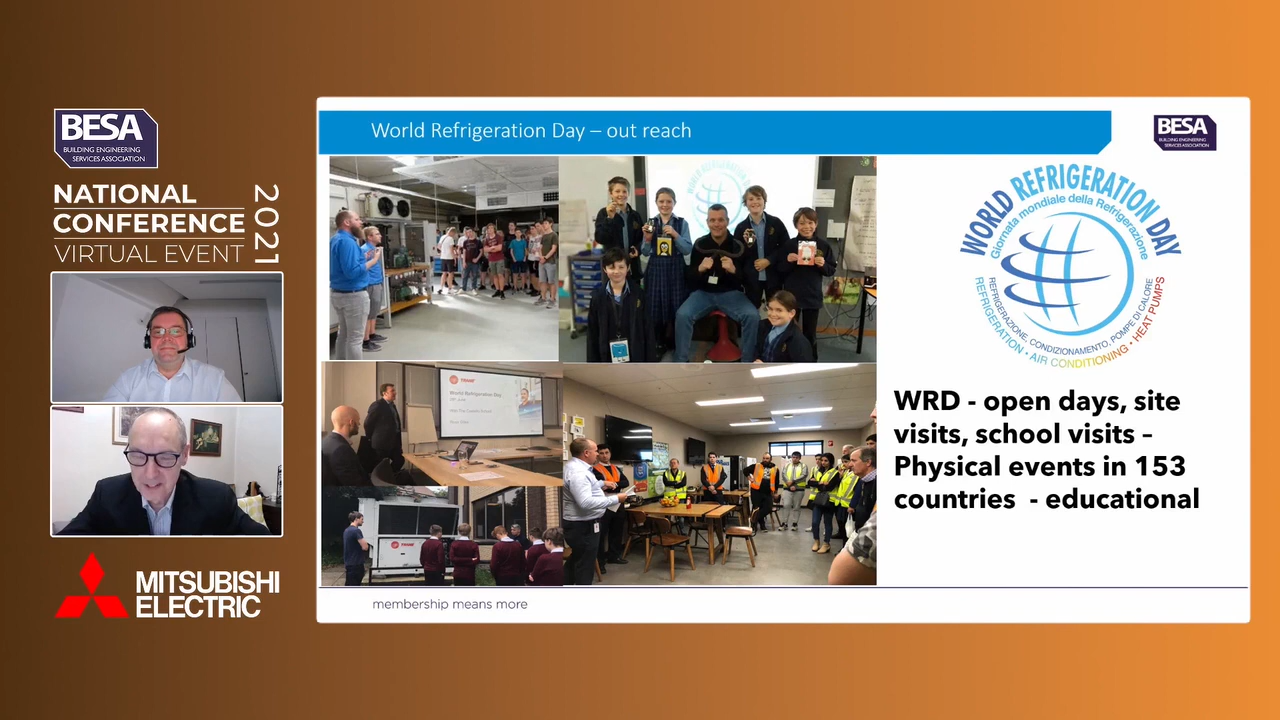 BESA
BUILDING ENGINEERING
SERVICES ASSOCIATION
NATIONAL
CONFERENCE
VIRTUAL EVENT
2021
MITSUBISHI
ELECTRIC
World Refrigeration Day – out reach
BESA
BUILDING ENGINEERING
SERVICES ASSOCIATION
WORLD REFRIGERATION DAY
Giornata mondiale della Refrigerazione
REFRIGERAZIONE, CONDIZIONAMENTO, POMPE DI CALORE
REFRIGERATION • AIR CONDITIONING • HEAT PUMPS
TRANE
World Refrigeration Day
TRANE
WRD - open days, site
visits, school visits –
Physical events in 153
countries - educational
membership means more